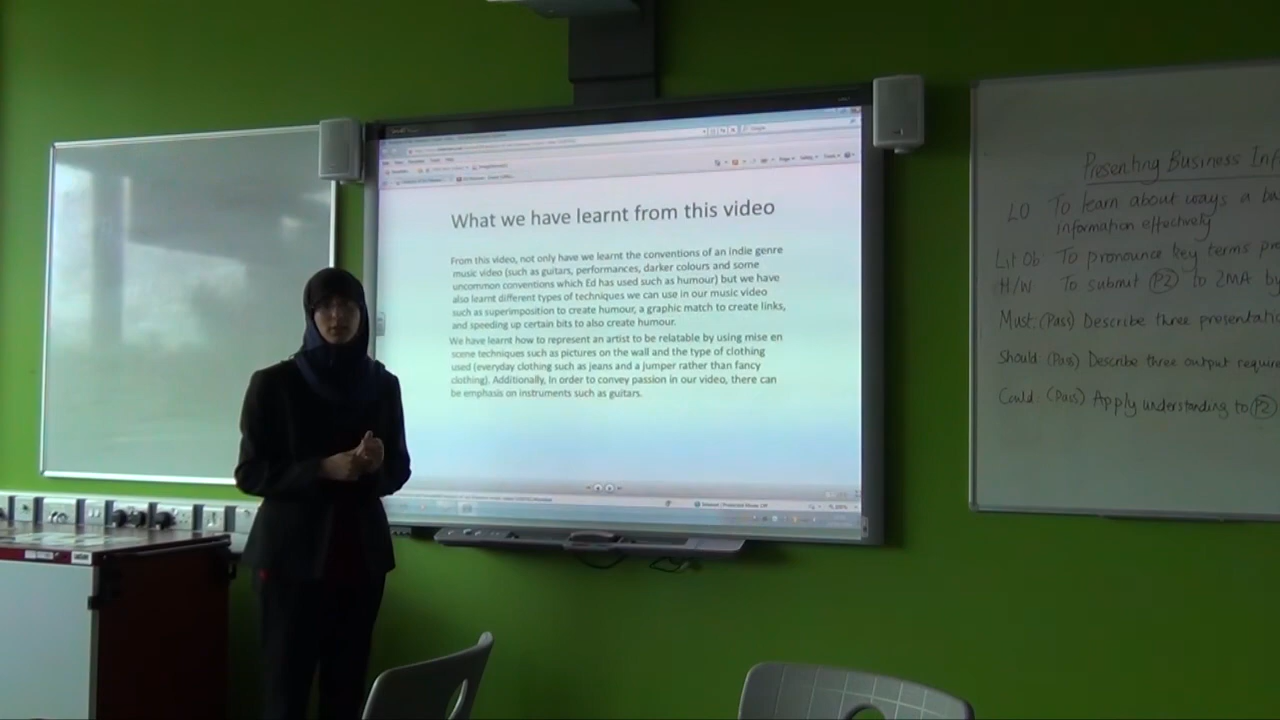 What we have learnt from this video
From this video, not only have we learnt the conventions of an indie genre
music video (such as guitars, performances, darker colours and some
uncommon conventions which Ed has used such as humour) but we have
also learnt different types of techniques we can use in our music video
such as superimposition to create humour, a graphic match to create links,
and speeding up certain bits to also create humour.
We have learnt how to represent an artist to be relatable by using mise en
scene techniques such as pictures on the wall and the type of clothing
used (everyday clothing such as jeans and a jumper rather than fancy
clothing). Additionally, in order to convey passion in our video, there can
be emphasis on instruments such as guitars.
Presenting Business Inf
LO To learn about ways a bu
information effectively
Lit Ob To pronounce key terms pr
H/W To submit P2 to ZMA by
Must: (Pass) Describe three presentatio
Should (Pass) Describe three output require
Could: (Pass) Apply understanding to P2